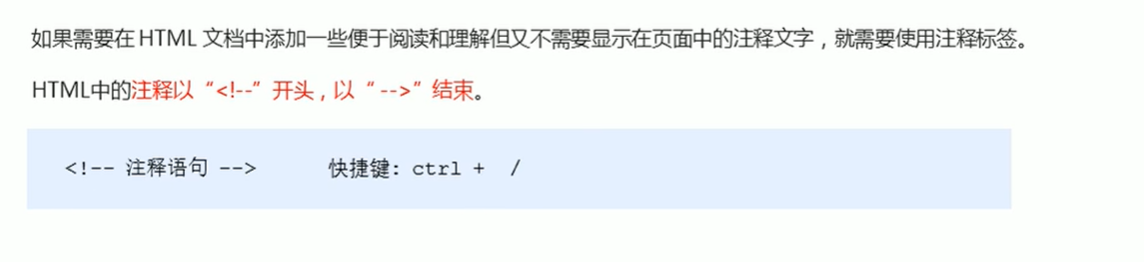 如果需要在 HTML 文档中添加一些便于阅读和理解但又不需要显示在页面中的注释文字，就需要使用注释标签。
HTML中的注释以“<!--”开头，以“ -->”结束。
<!-- 注释语句 -->　　快捷键: ctrl +  /